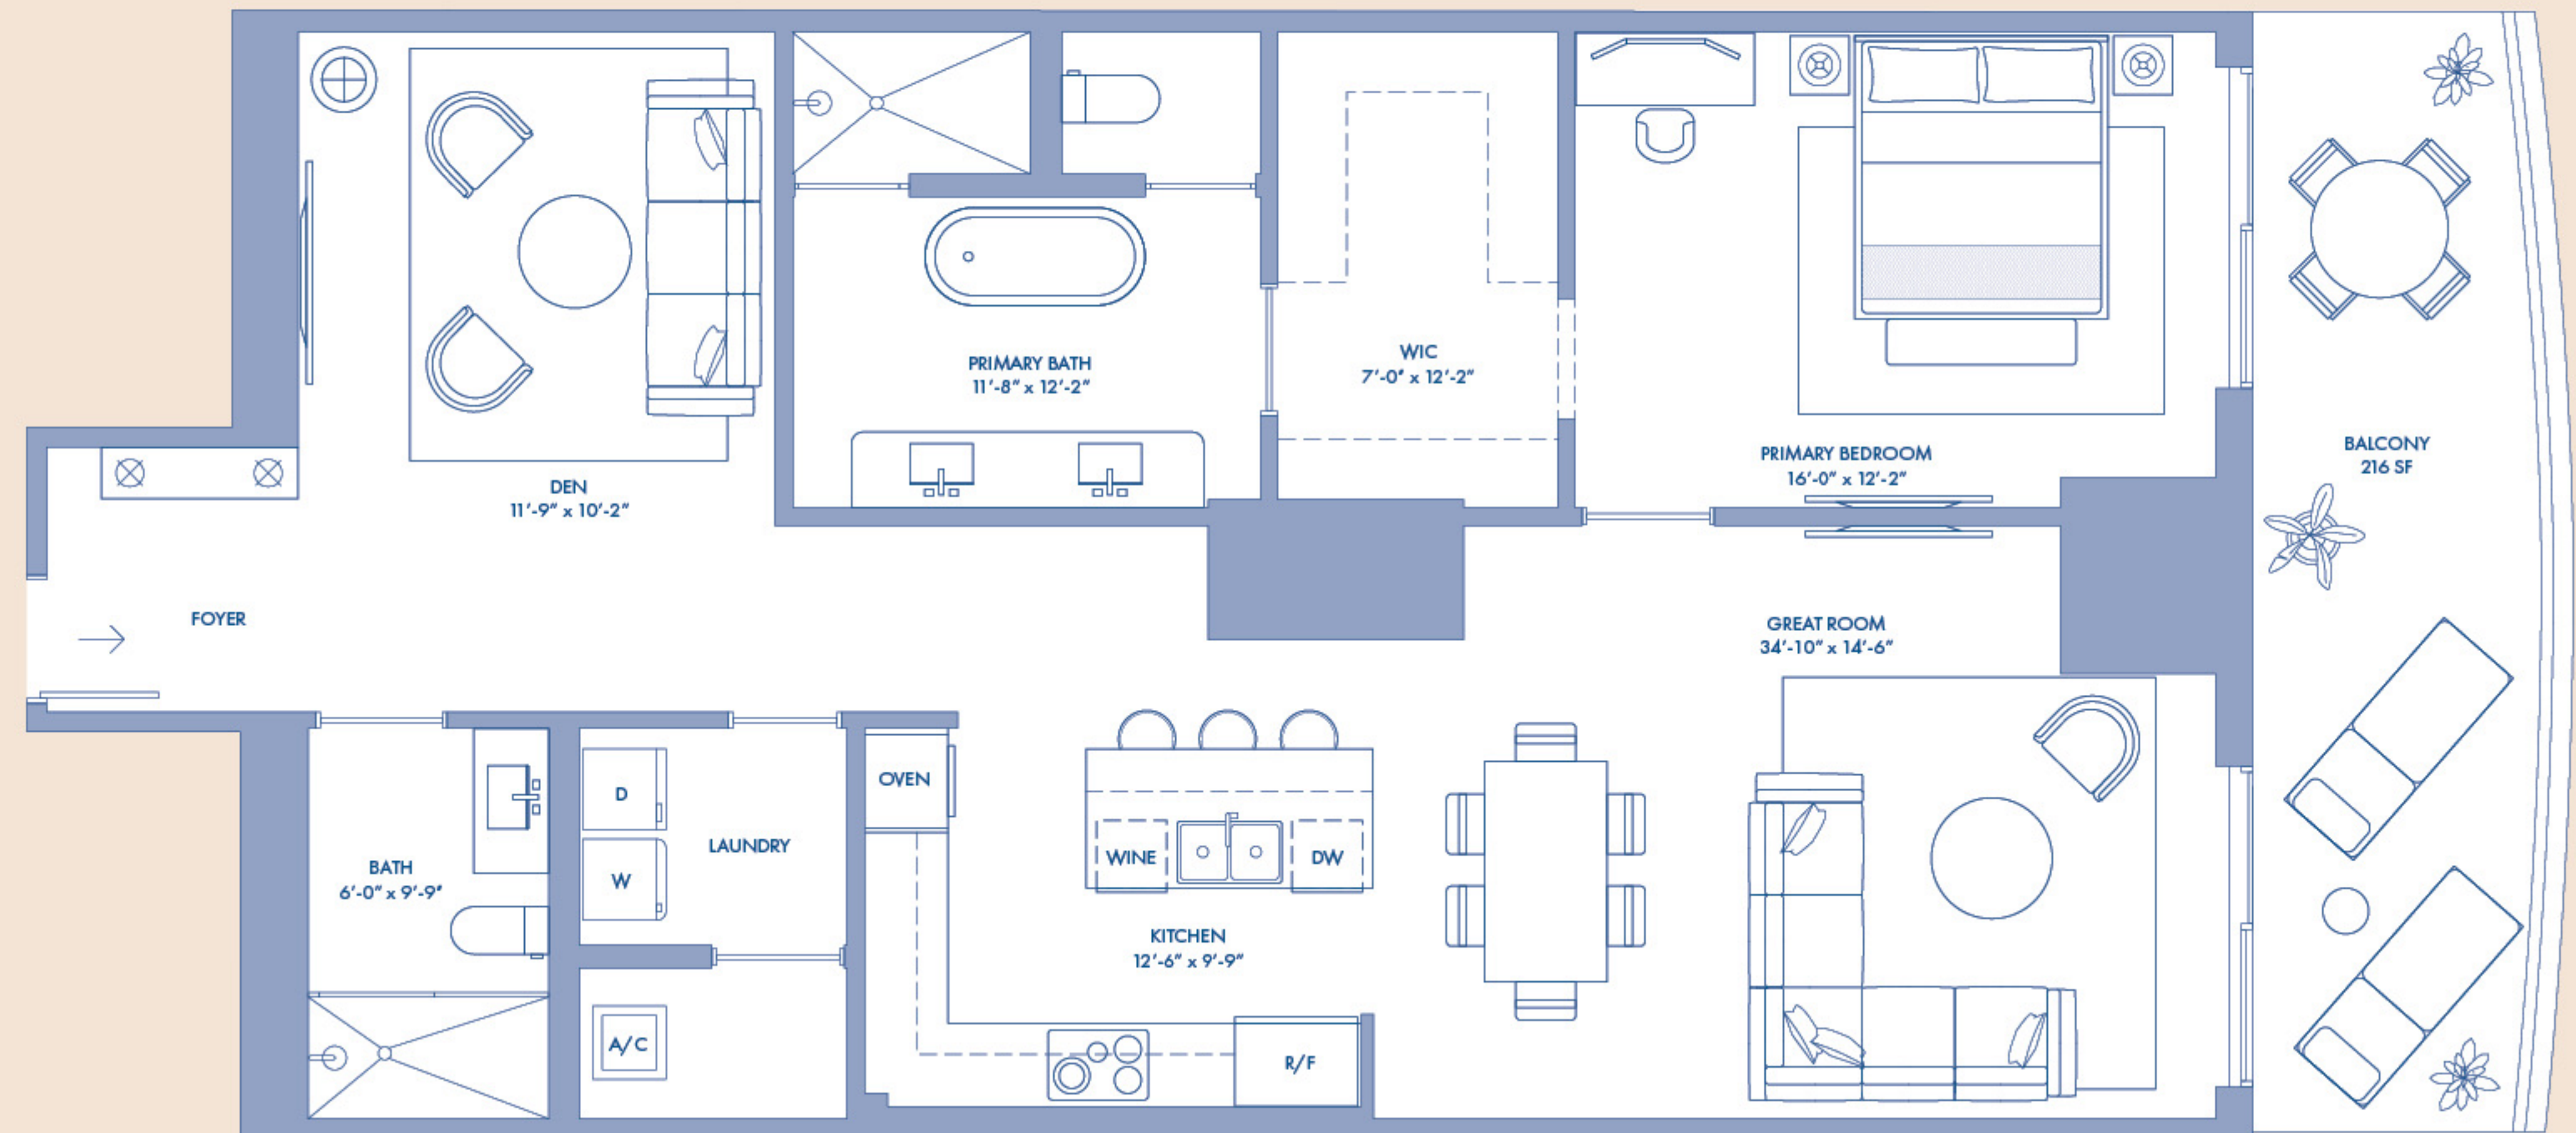 PRIMARY BATH
11'-8" x 12'-2"
WIC
7'-0" x 12'-2"
PRIMARY BEDROOM
16'-0" x 12'-2"
BALCONY
216 SF
DEN
11'-9" x 10'-2"
FOYER
GREAT ROOM
34'-10" x 14'-6"
BATH
6'-0" x 9'-9"
D
W
LAUNDRY
A/C
OVEN
WINE
DW
KITCHEN
12'-6" x 9'-9"
R/F